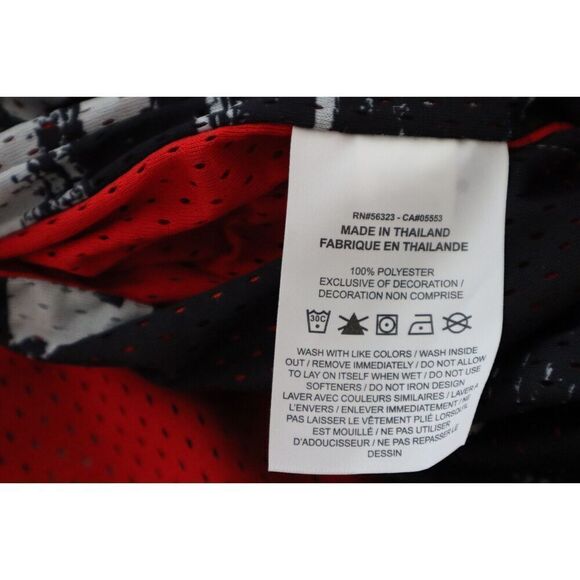 RN#56323 - CA#05553
MADE IN THAILAND
FABRIQUE EN THAILANDE
100% POLYESTER
EXCLUSIVE OF DECORATION /
DECORATION NON COMPRISE
30C
WASH WITH LIKE COLORS / WASH INSIDE
OUT / REMOVE IMMEDIATELY / DO NOT ALLOW
TO LAY ON ITSELF WHEN WET / DO NOT USE
SOFTENERS / DO NOT IRON DESIGN
LAVER AVEC COULEURS SIMILAIRES / LAVER À
L'ENVERS / ENLEVER IMMEDIATEMENT / NE
PAS LAISSER LE VÊTEMENT PLIÉ LORSQU'IL
EST MOUILLÉ / NE PAS UTILISER
D'ADOUCISSEUR / NE PAS REPASSER LE
DESSIN